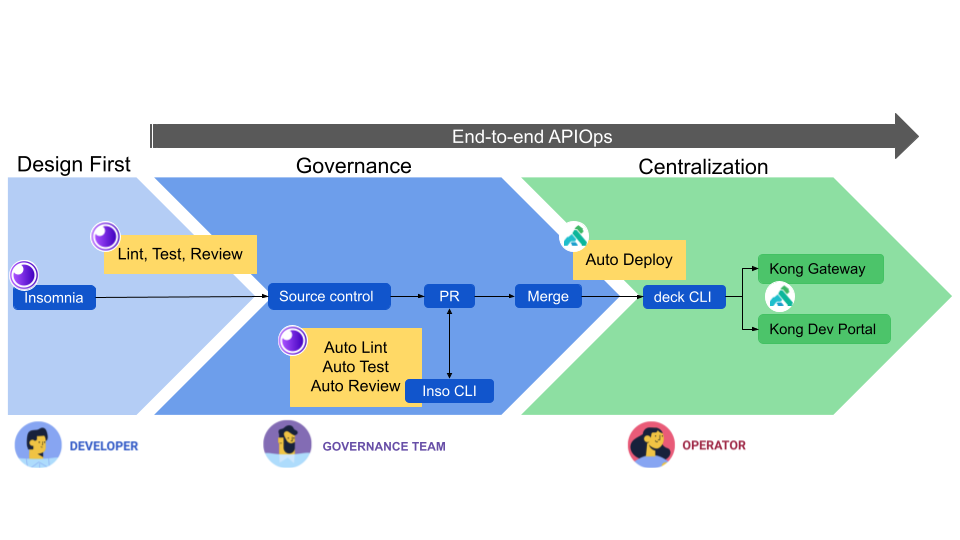 End-to-end APIOps
Design First
Governance
Centralization
Lint, Test, Review
Auto Deploy
Insomnia
Source control
PR
Merge
deck CLI
Kong Gateway
Kong Dev Portal
Auto Lint
Auto Test
Auto Review
Inso CLI
DEVELOPER
GOVERNANCE TEAM
OPERATOR